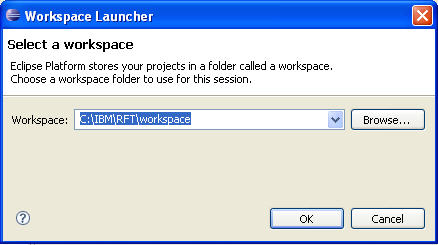 Workspace Launcher
Select a workspace
Eclipse Platform stores your projects in a folder called a workspace.
Choose a workspace folder to use for this session.
Workspace: C:\IBM\RFT\workspace Browse...
? OK Cancel